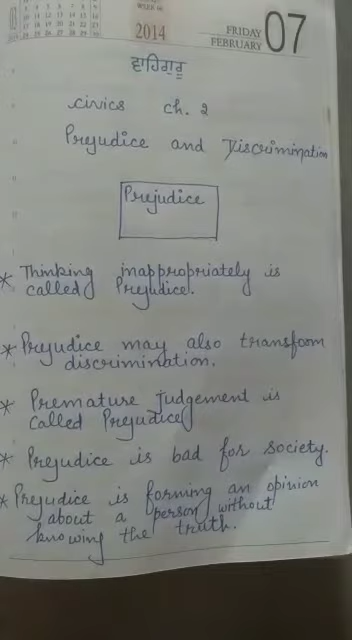 WEEK
2014
FRIDAY
FEBRUARY
07
ਵਾਹਿਗੁਰੂ
civics ch. 2
Prejudice and Discrimination
Prejudice
* Thinking inappropriately is
called Prejudice.
* Prejudice may also transform
discrimination.
* Premature judgement is
called Prejudice
* Prejudice is bad for society.
* Prejudice is forming an opinion
about a person without
knowing the truth.